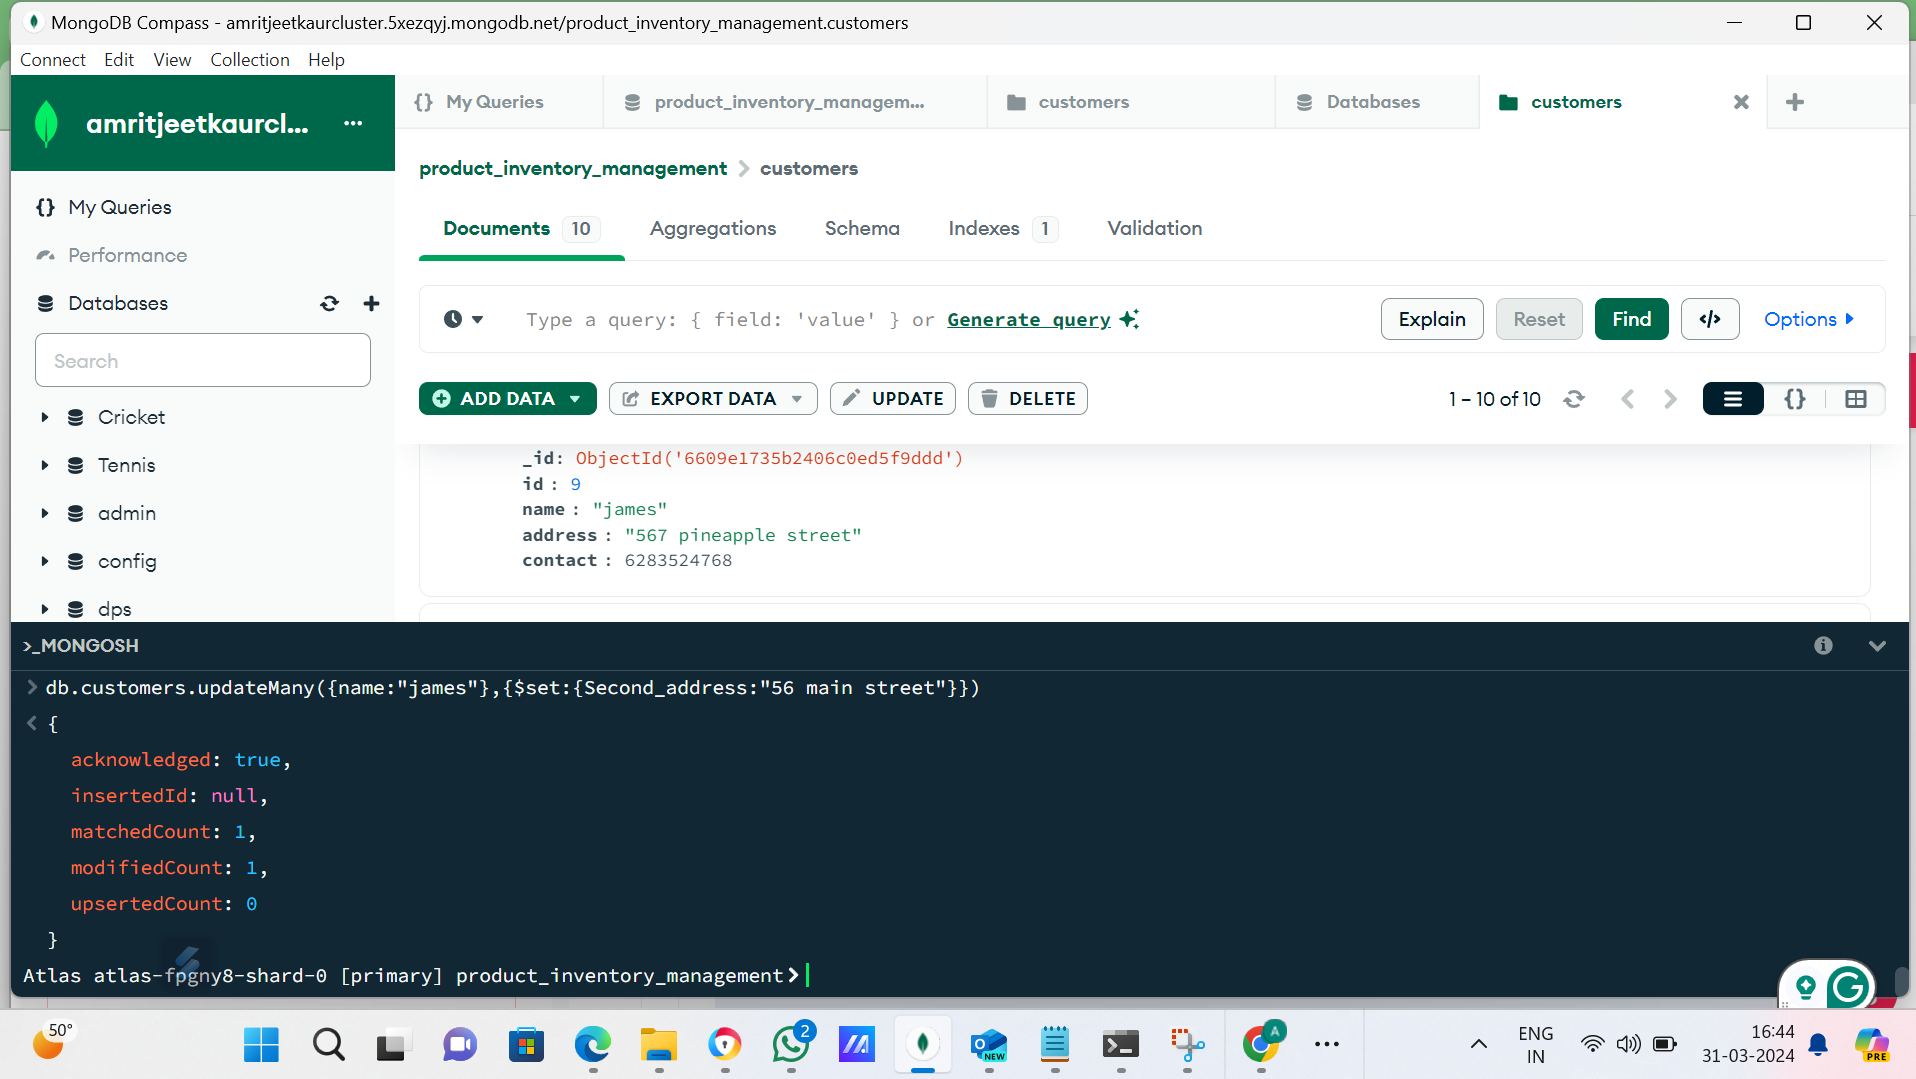 MongoDB Compass - amritjeetkaurcluster.5xezqyj.mongodb.net/product_inventory_management.customers
Connect Edit View Collection Help
amritjeetkaurcl... ...
{} My Queries
Performance
Databases
Search
Cricket
Tennis
admin
config
dps
{} My Queries product_inventory_managem... customers Databases customers
product_inventory_management > customers
Documents 10 Aggregations Schema Indexes 1 Validation
Type a query: { field: 'value' } or Generate query Explain Reset Find </> Options
ADD DATA EXPORT DATA UPDATE DELETE 1 – 10 of 10 {}
_id: ObjectId('6609e1735b2406c0ed5f9ddd')
id : 9
name : "james"
address : "567 pineapple street"
contact : 6283524768
>_MONGOSH
> db.customers.updateMany({name:"james"},{$set:{Second_address:"56 main street"}})
< {
acknowledged: true,
insertedId: null,
matchedCount: 1,
modifiedCount: 1,
upsertedCount: 0
}
Atlas atlas-fpgny8-shard-0 [primary] product_inventory_management>
50°
2
NEW
A
ENG
IN
16:44
31-03-2024
PRE